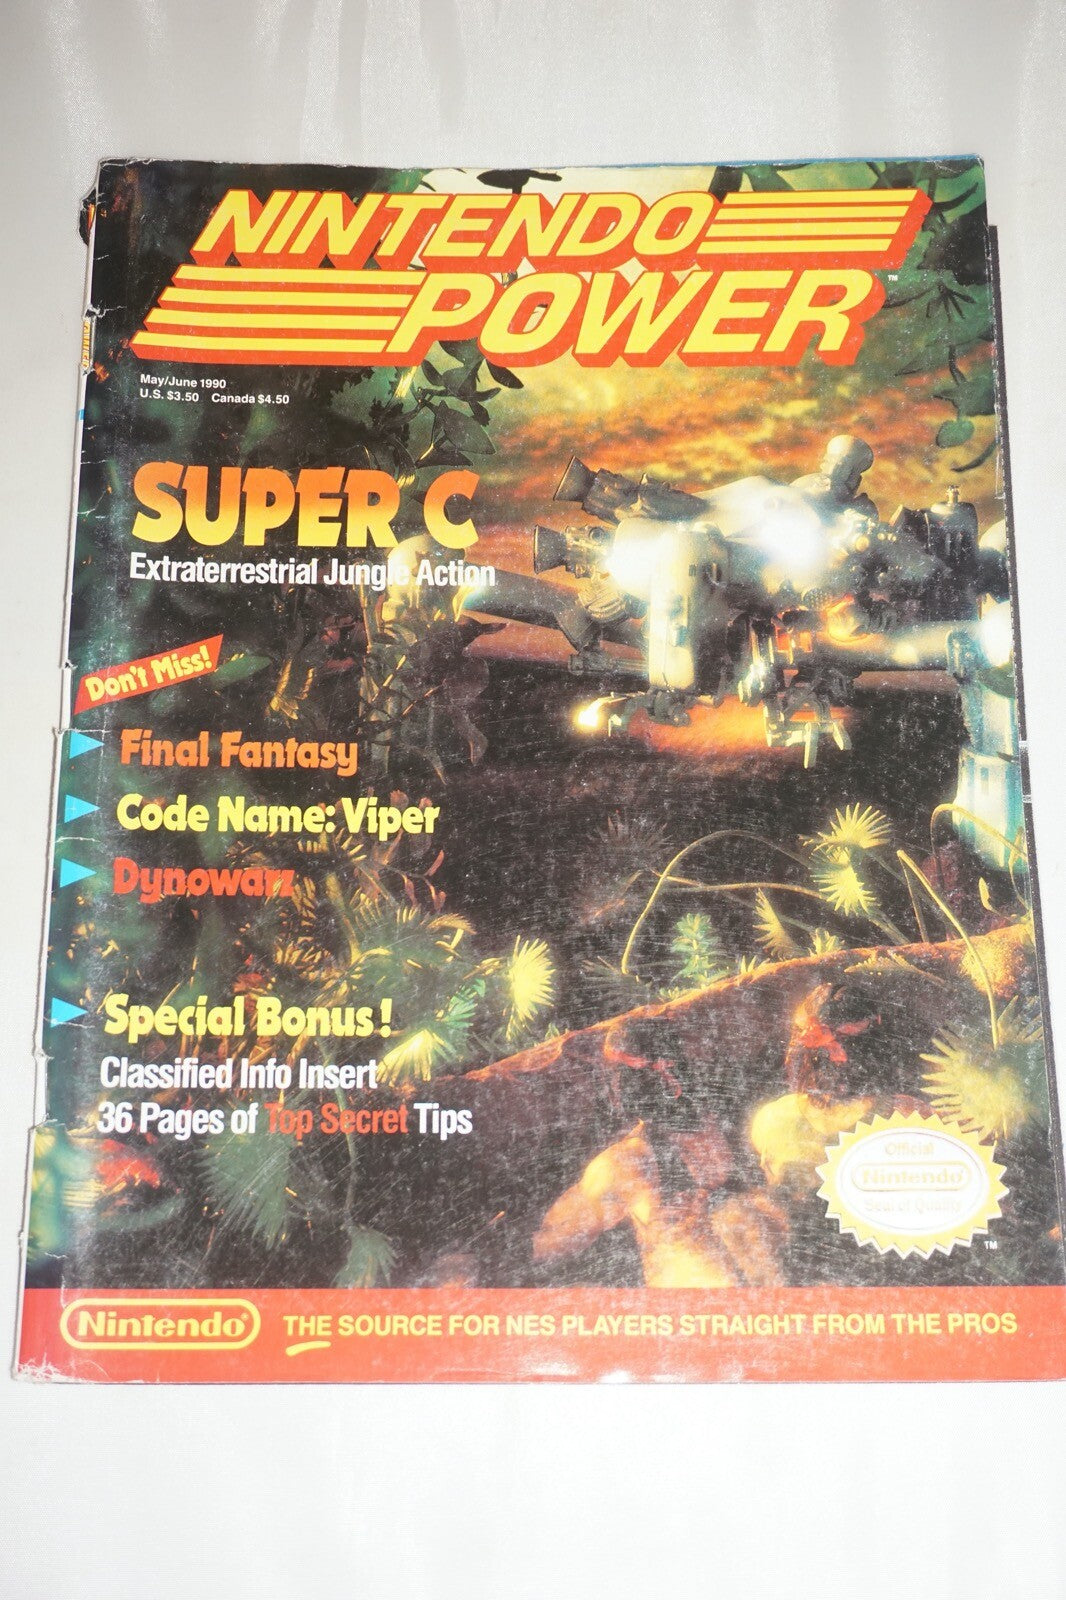 NINTENDO
POWER™
May/June 1990
U.S. $3.50 Canada $4.50
SUPER C
Extraterrestrial Jungle Action
Don't Miss!
Final Fantasy
Code Name: Viper
Dynowarz
Special Bonus!
Classified Info Insert
36 Pages of Top Secret Tips
Official
Nintendo
Seal of Quality
TM
Nintendo
THE SOURCE FOR NES PLAYERS STRAIGHT FROM THE PROS